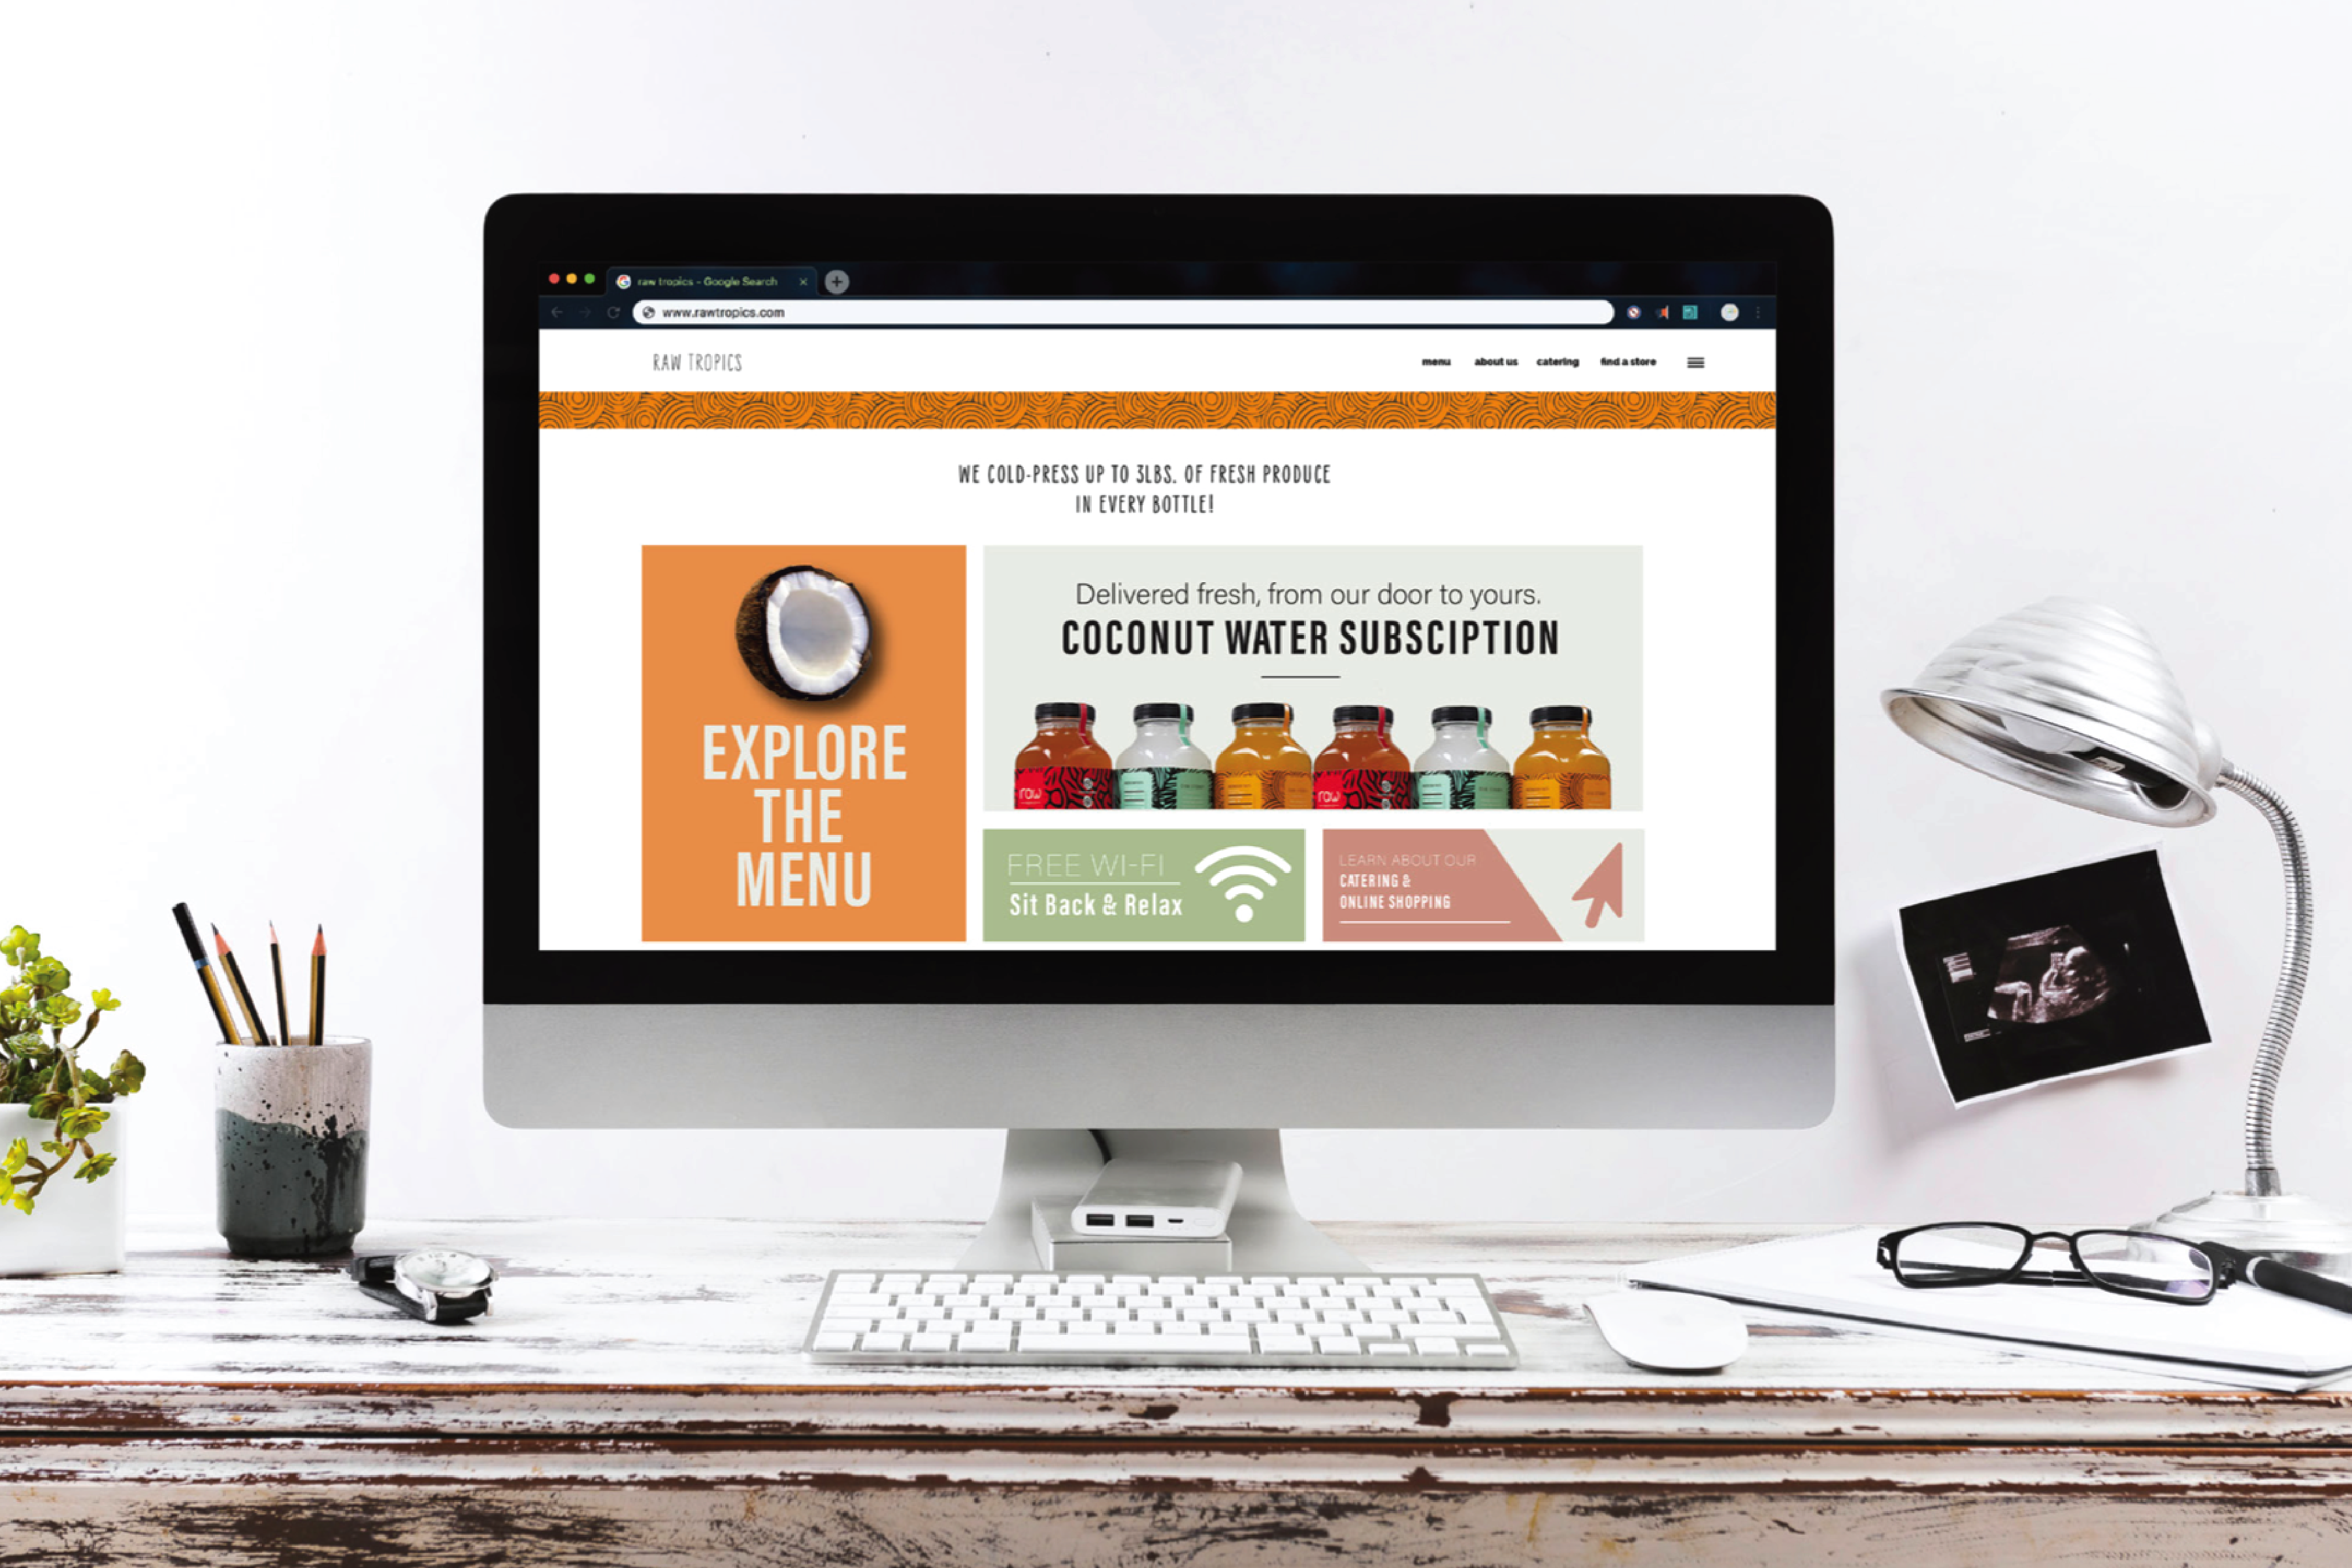 raw tropics - Google Search
www.rawtropics.com
RAW TROPICS
menu about us catering find a store
WE COLD-PRESS UP TO 3LBS. OF FRESH PRODUCE
IN EVERY BOTTLE!
EXPLORE
THE
MENU
Delivered fresh, from our door to yours.
COCONUT WATER SUBSCIPTION
raw
raw
FREE WI-FI
Sit Back & Relax
LEARN ABOUT OUR
CATERING &
ONLINE SHOPPING